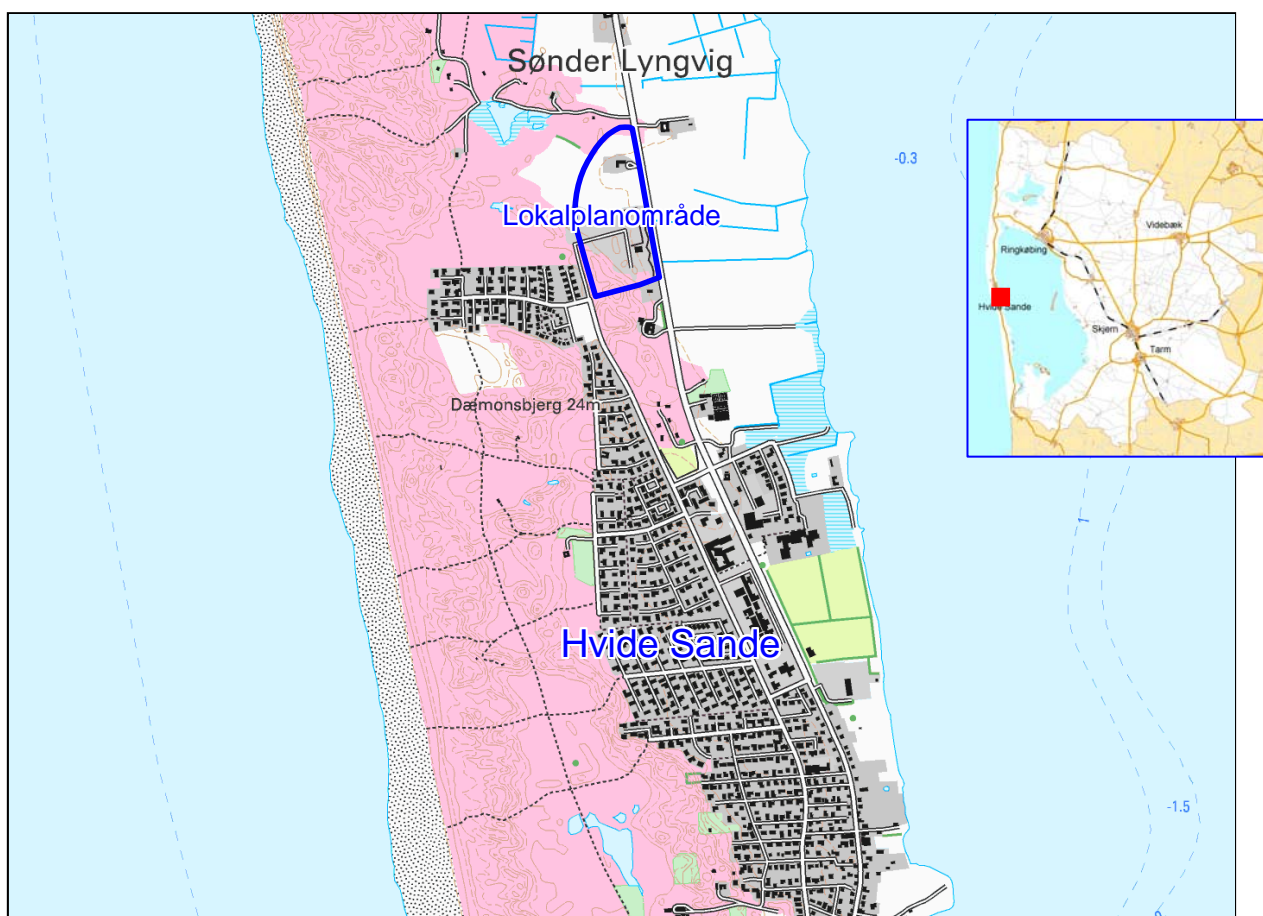 Sønder Lyngvig
-0.3
Lokalplanområde
Videbæk
Ringkøbing
Hvide Sande
Skjern
Tarm
Dæmonsbjerg 24m
10
1
Hvide Sande
-1.5